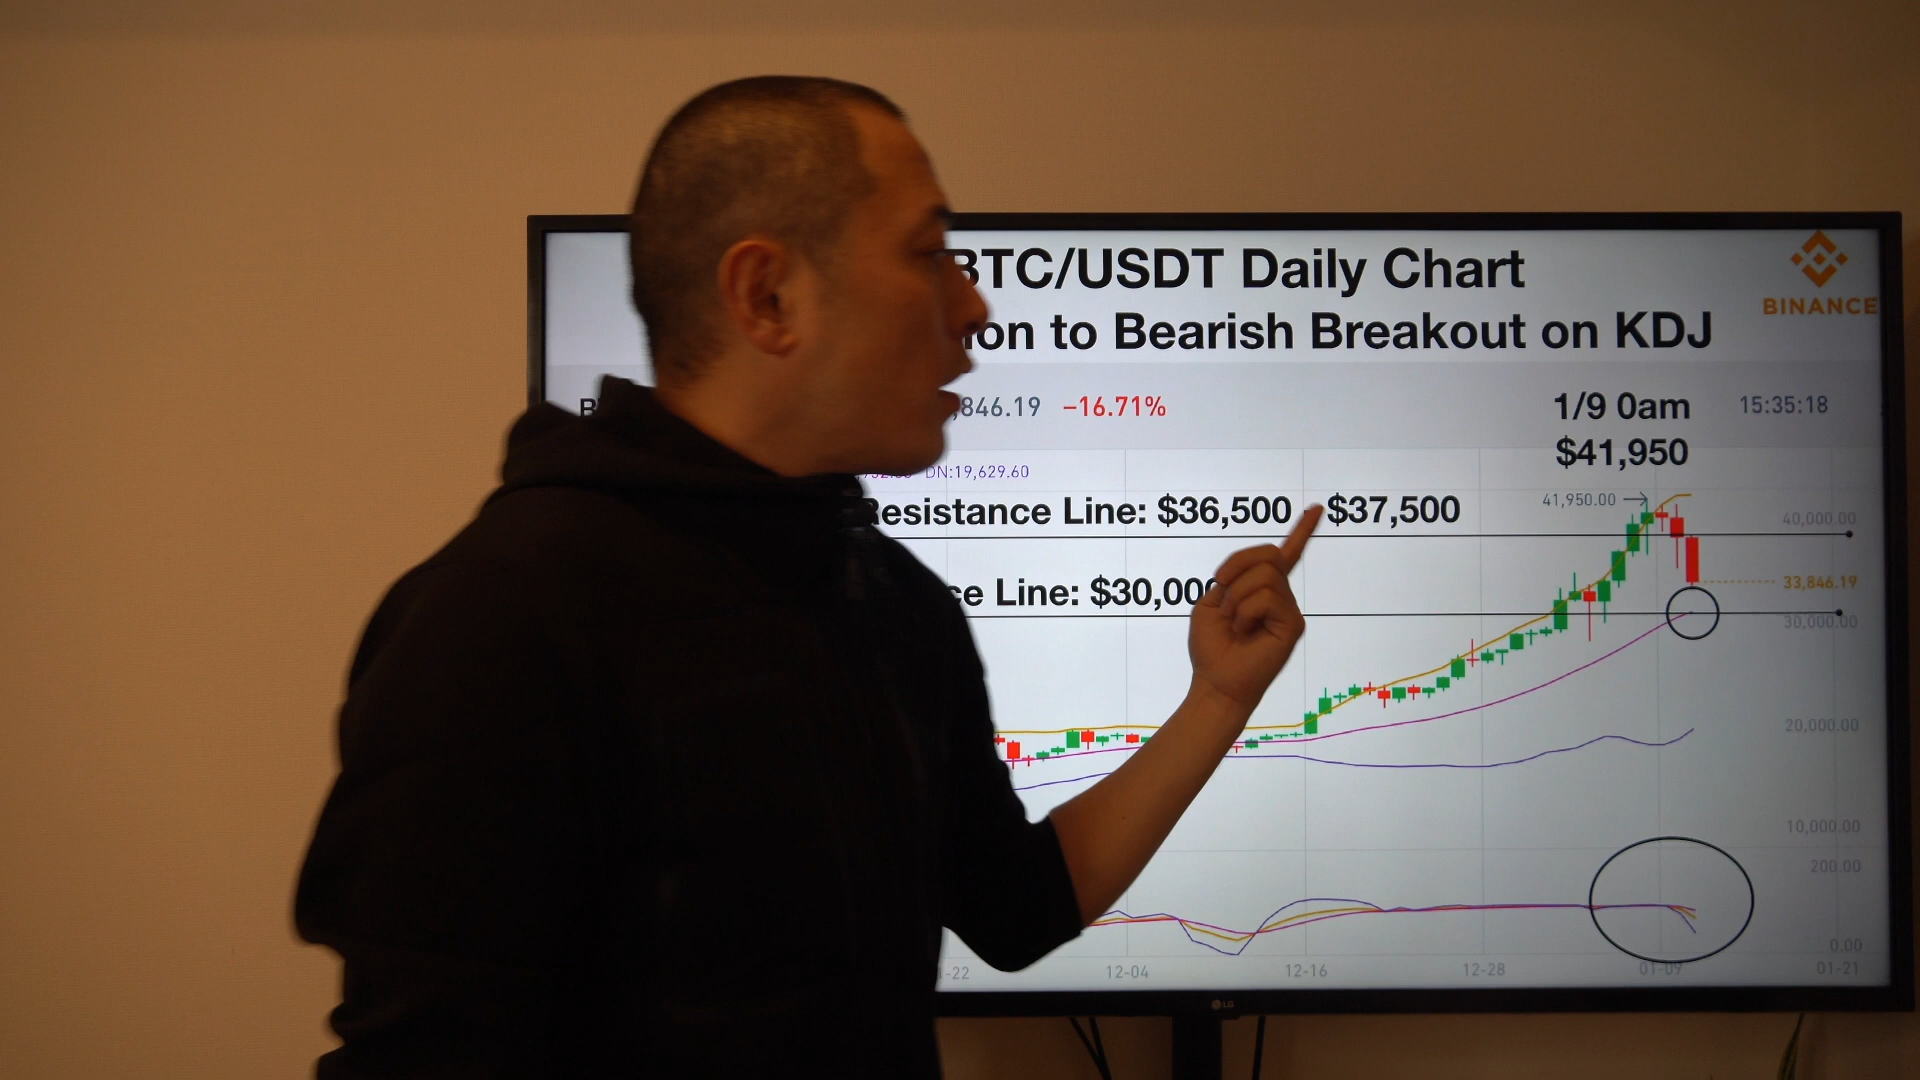 BTC/USDT Daily Chart
BINANCE
to Bearish Breakout on KDJ
846.19 −16.71%
1/9 0am
15:35:18
$41,950
DN:19,629.60
Resistance Line: $36,500 $37,500
41,950.00
40,000.00
33,846.19
Line: $30,000
30,000.00
20,000.00
10,000.00
200.00
0.00
-22 12-04 12-16 12-28 01-09 01-21
LG